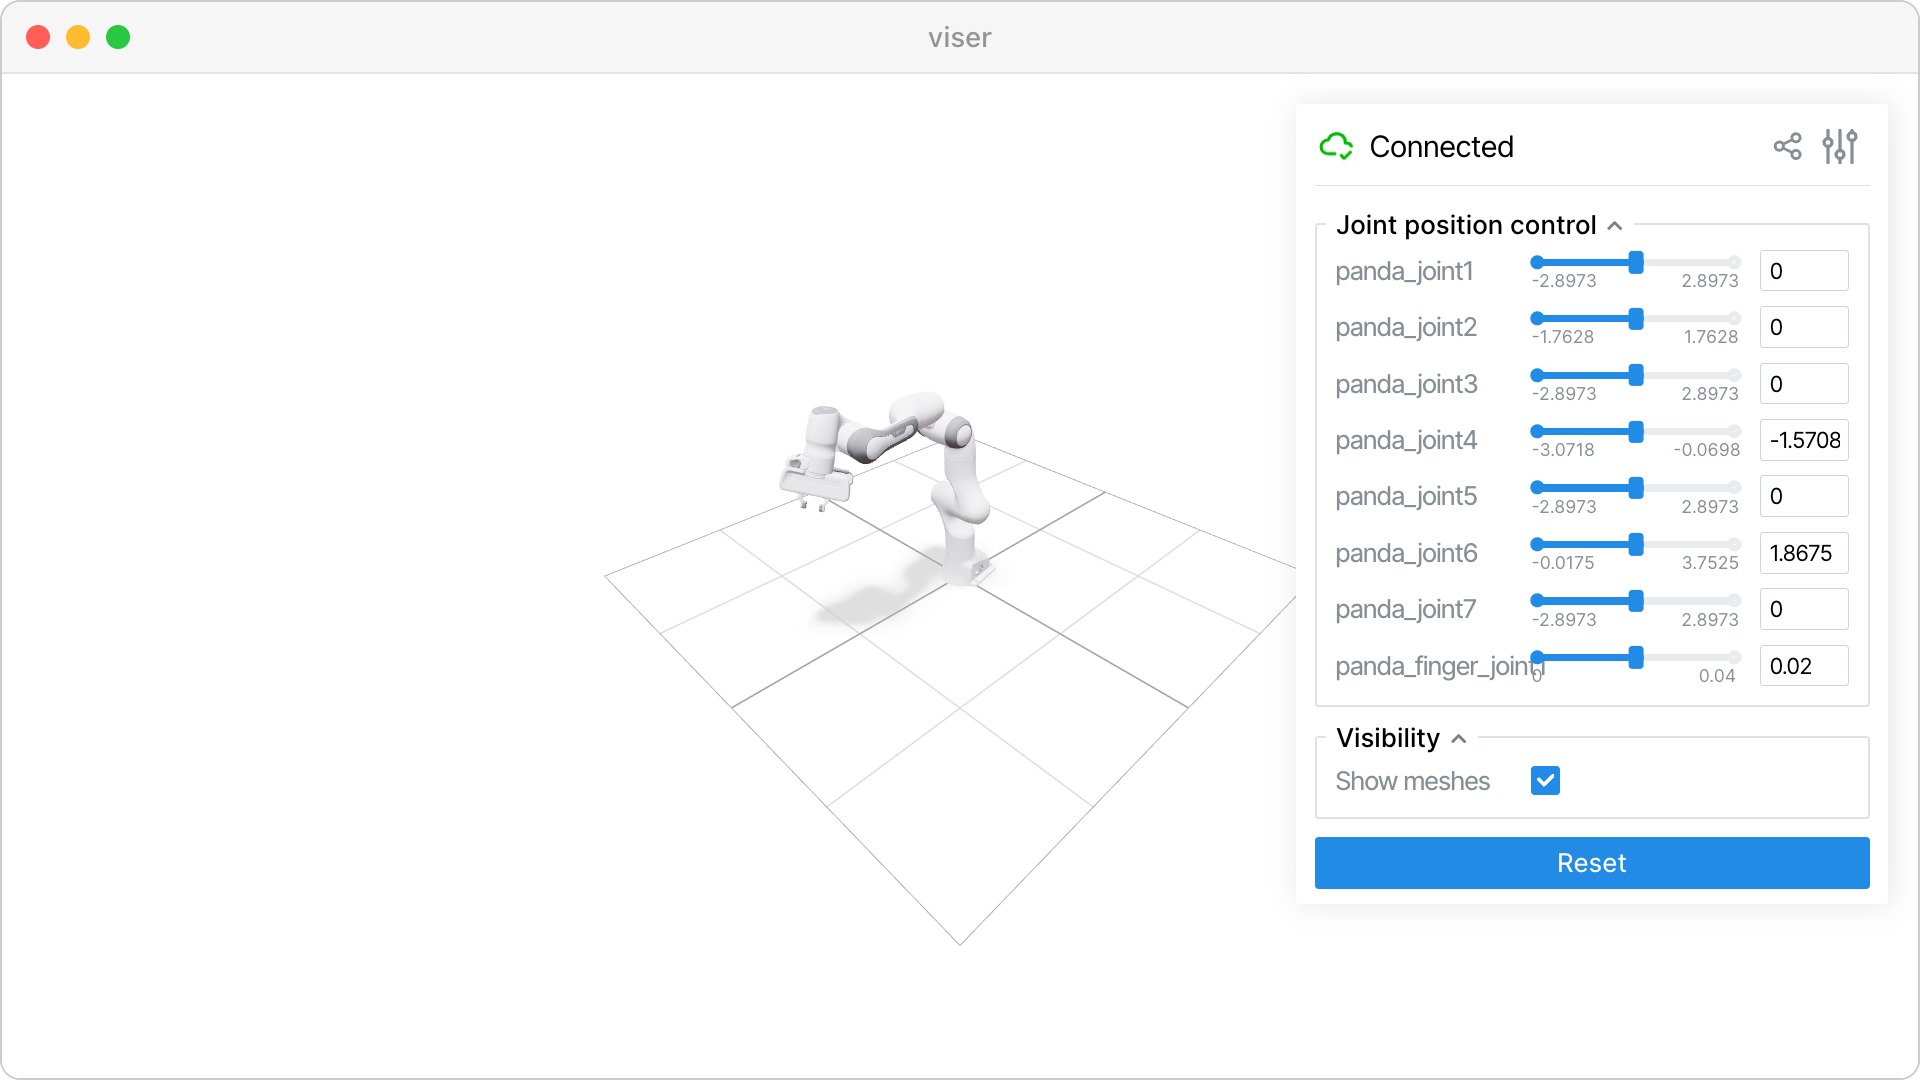 viser
Connected
Joint position control
panda_joint1 -2.8973 2.8973 0
panda_joint2 -1.7628 1.7628 0
panda_joint3 -2.8973 2.8973 0
panda_joint4 -3.0718 -0.0698 -1.5708
panda_joint5 -2.8973 2.8973 0
panda_joint6 -0.0175 3.7525 1.8675
panda_joint7 -2.8973 2.8973 0
panda_finger_joint1 0 0.04 0.02
Visibility
Show meshes
Reset